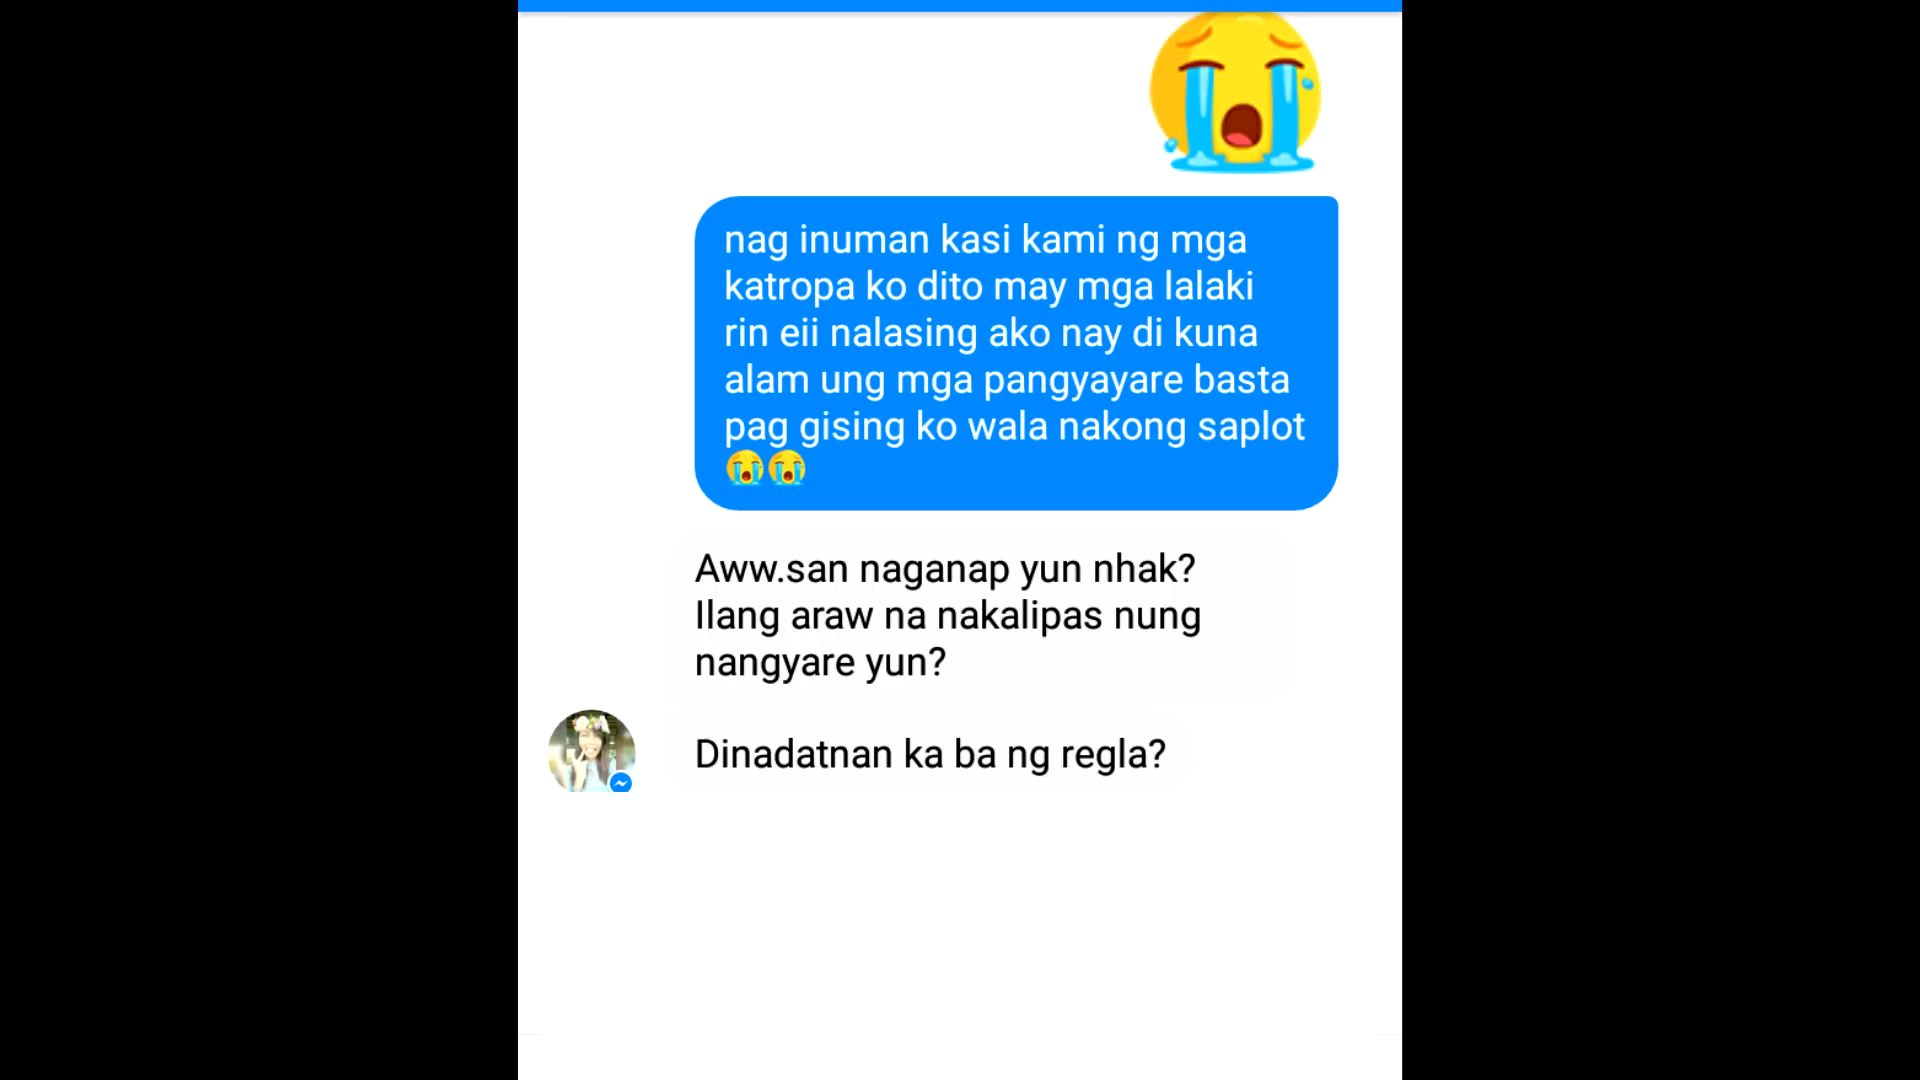 nag inuman kasi kami ng mga
katropa ko dito may mga lalaki
rin eii nalasing ako nay di kuna
alam ung mga pangyayare basta
pag gising ko wala nakong saplot
😭😭
Aww.san naganap yun nhak?
Ilang araw na nakalipas nung
nangyare yun?
Dinadatnan ka ba ng regla?